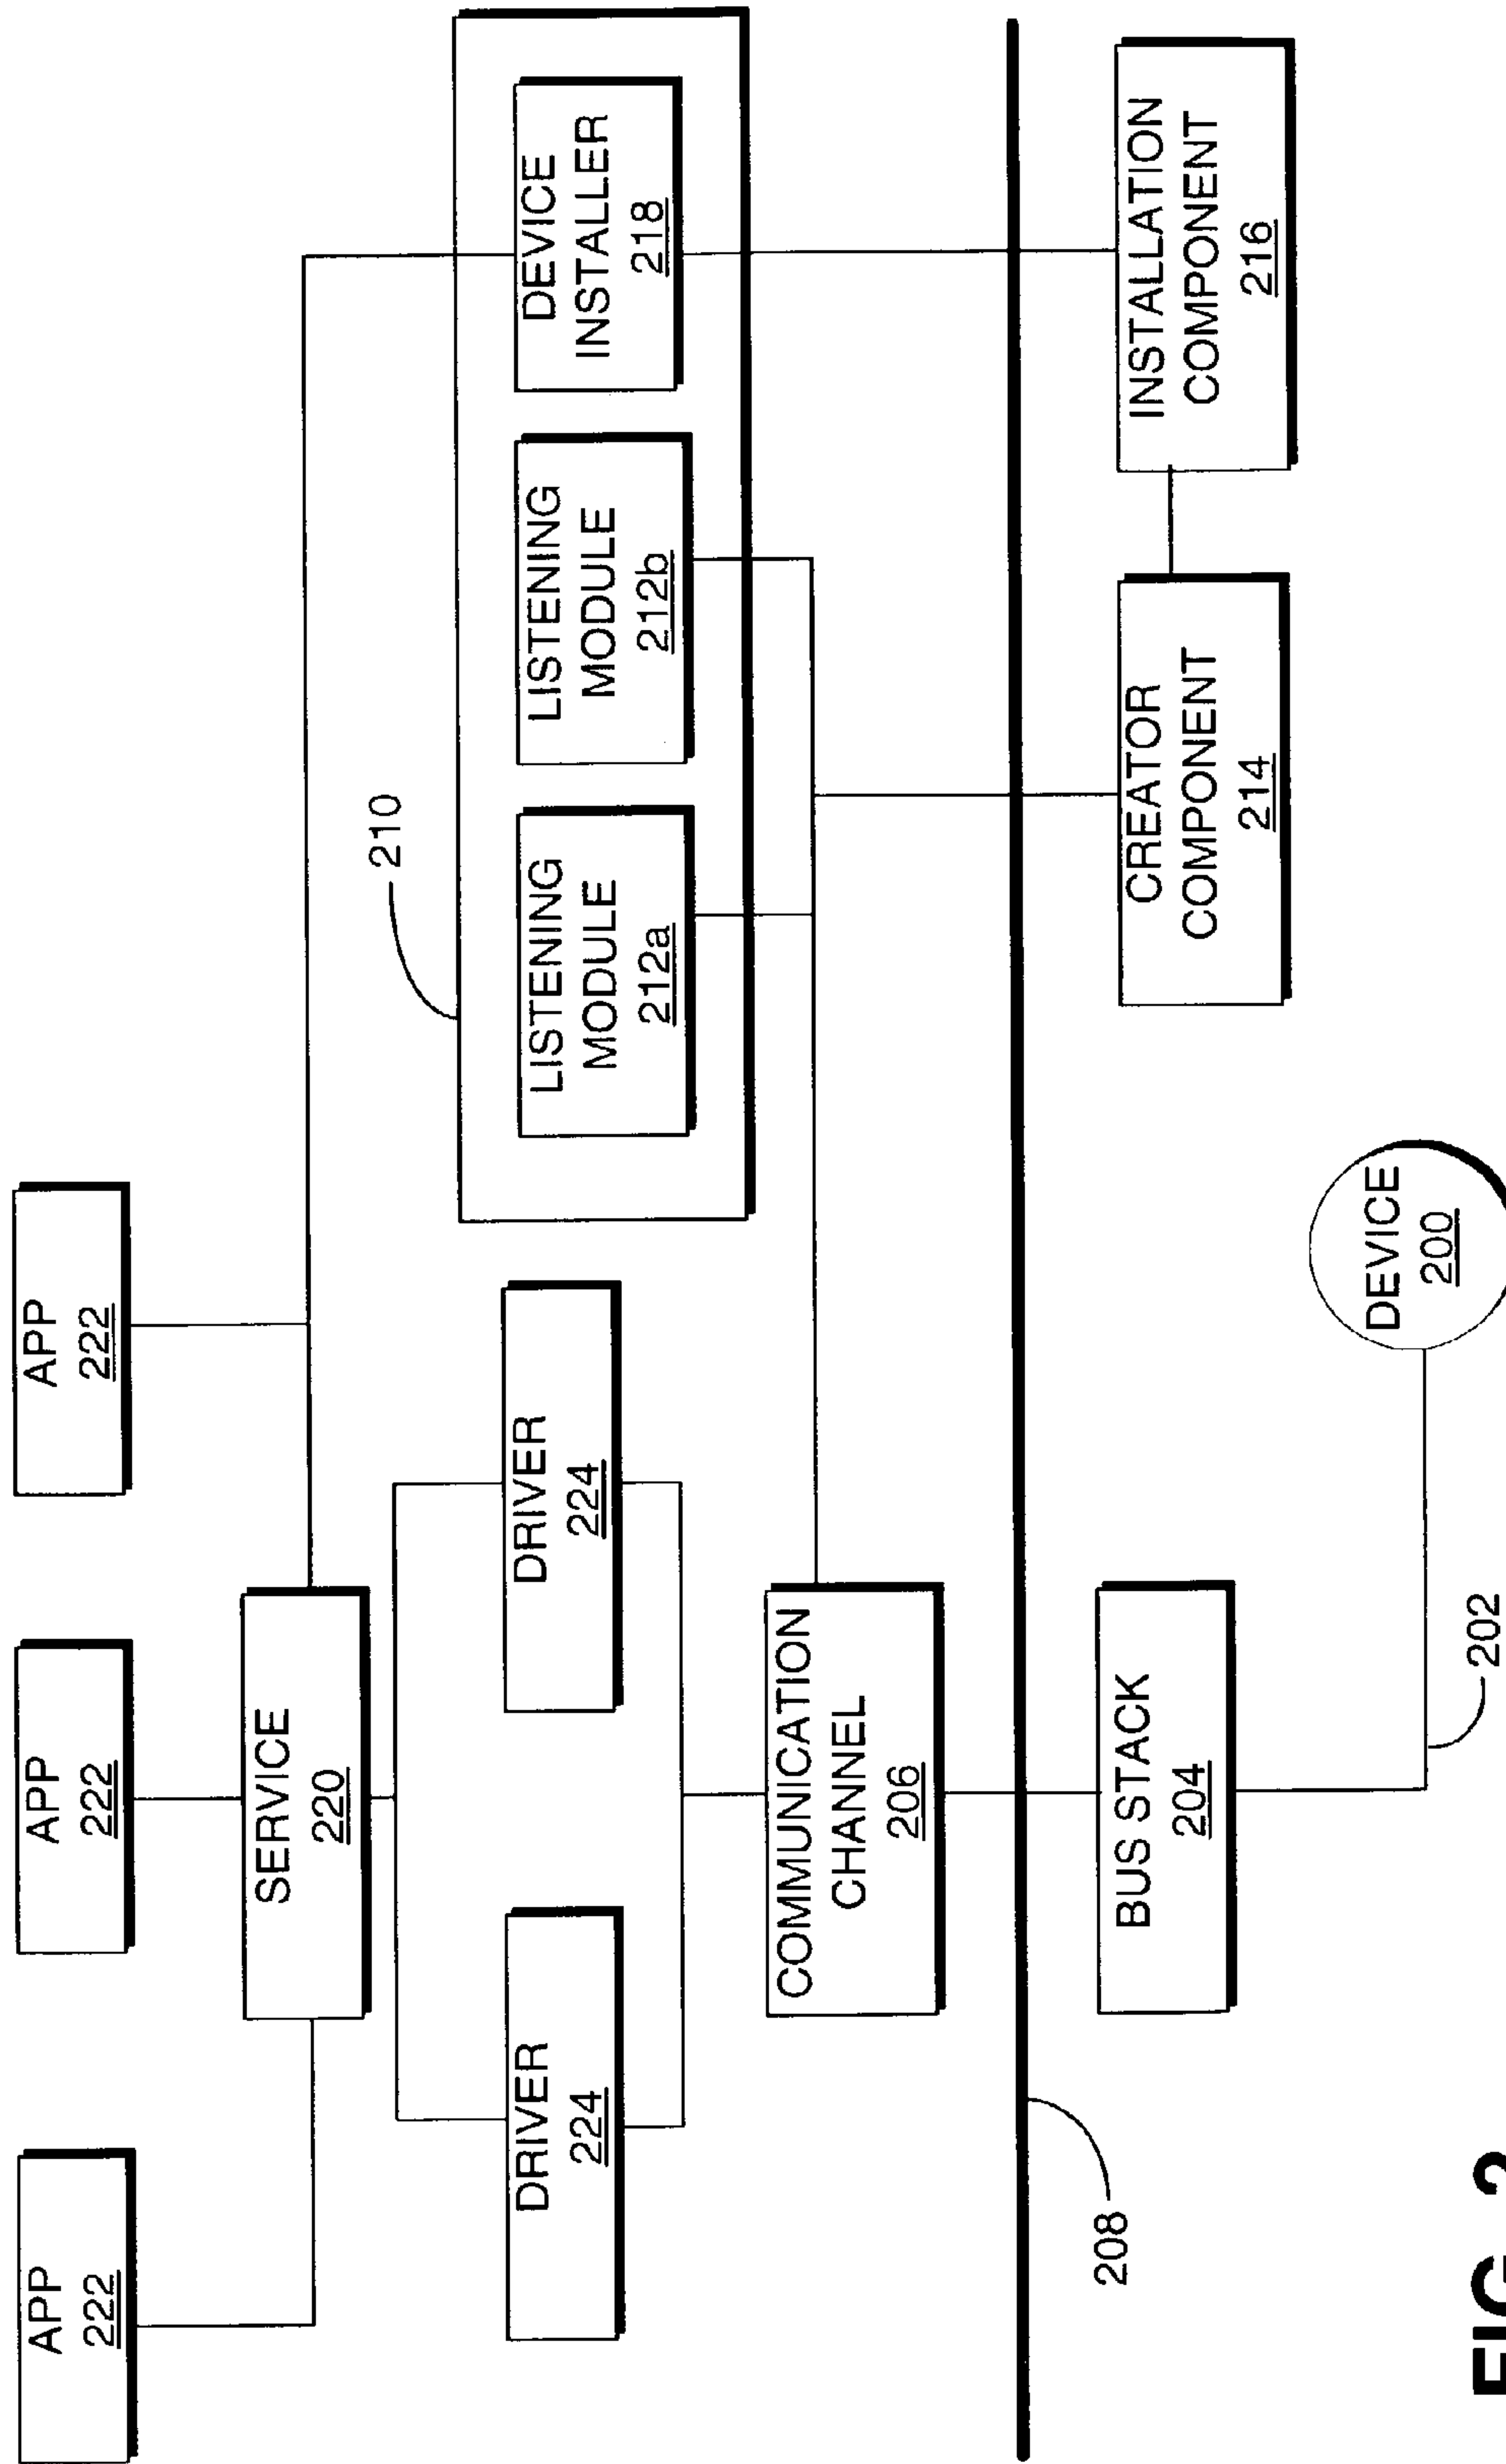 APP
222
APP
222
APP
222
SERVICE
220
210
DRIVER
224
DRIVER
224
LISTENING
MODULE
212a
LISTENING
MODULE
212b
DEVICE
INSTALLER
218
COMMUNICATION
CHANNEL
206
208
BUS STACK
204
CREATOR
COMPONENT
214
INSTALLATION
COMPONENT
216
DEVICE
200
202
FIG.